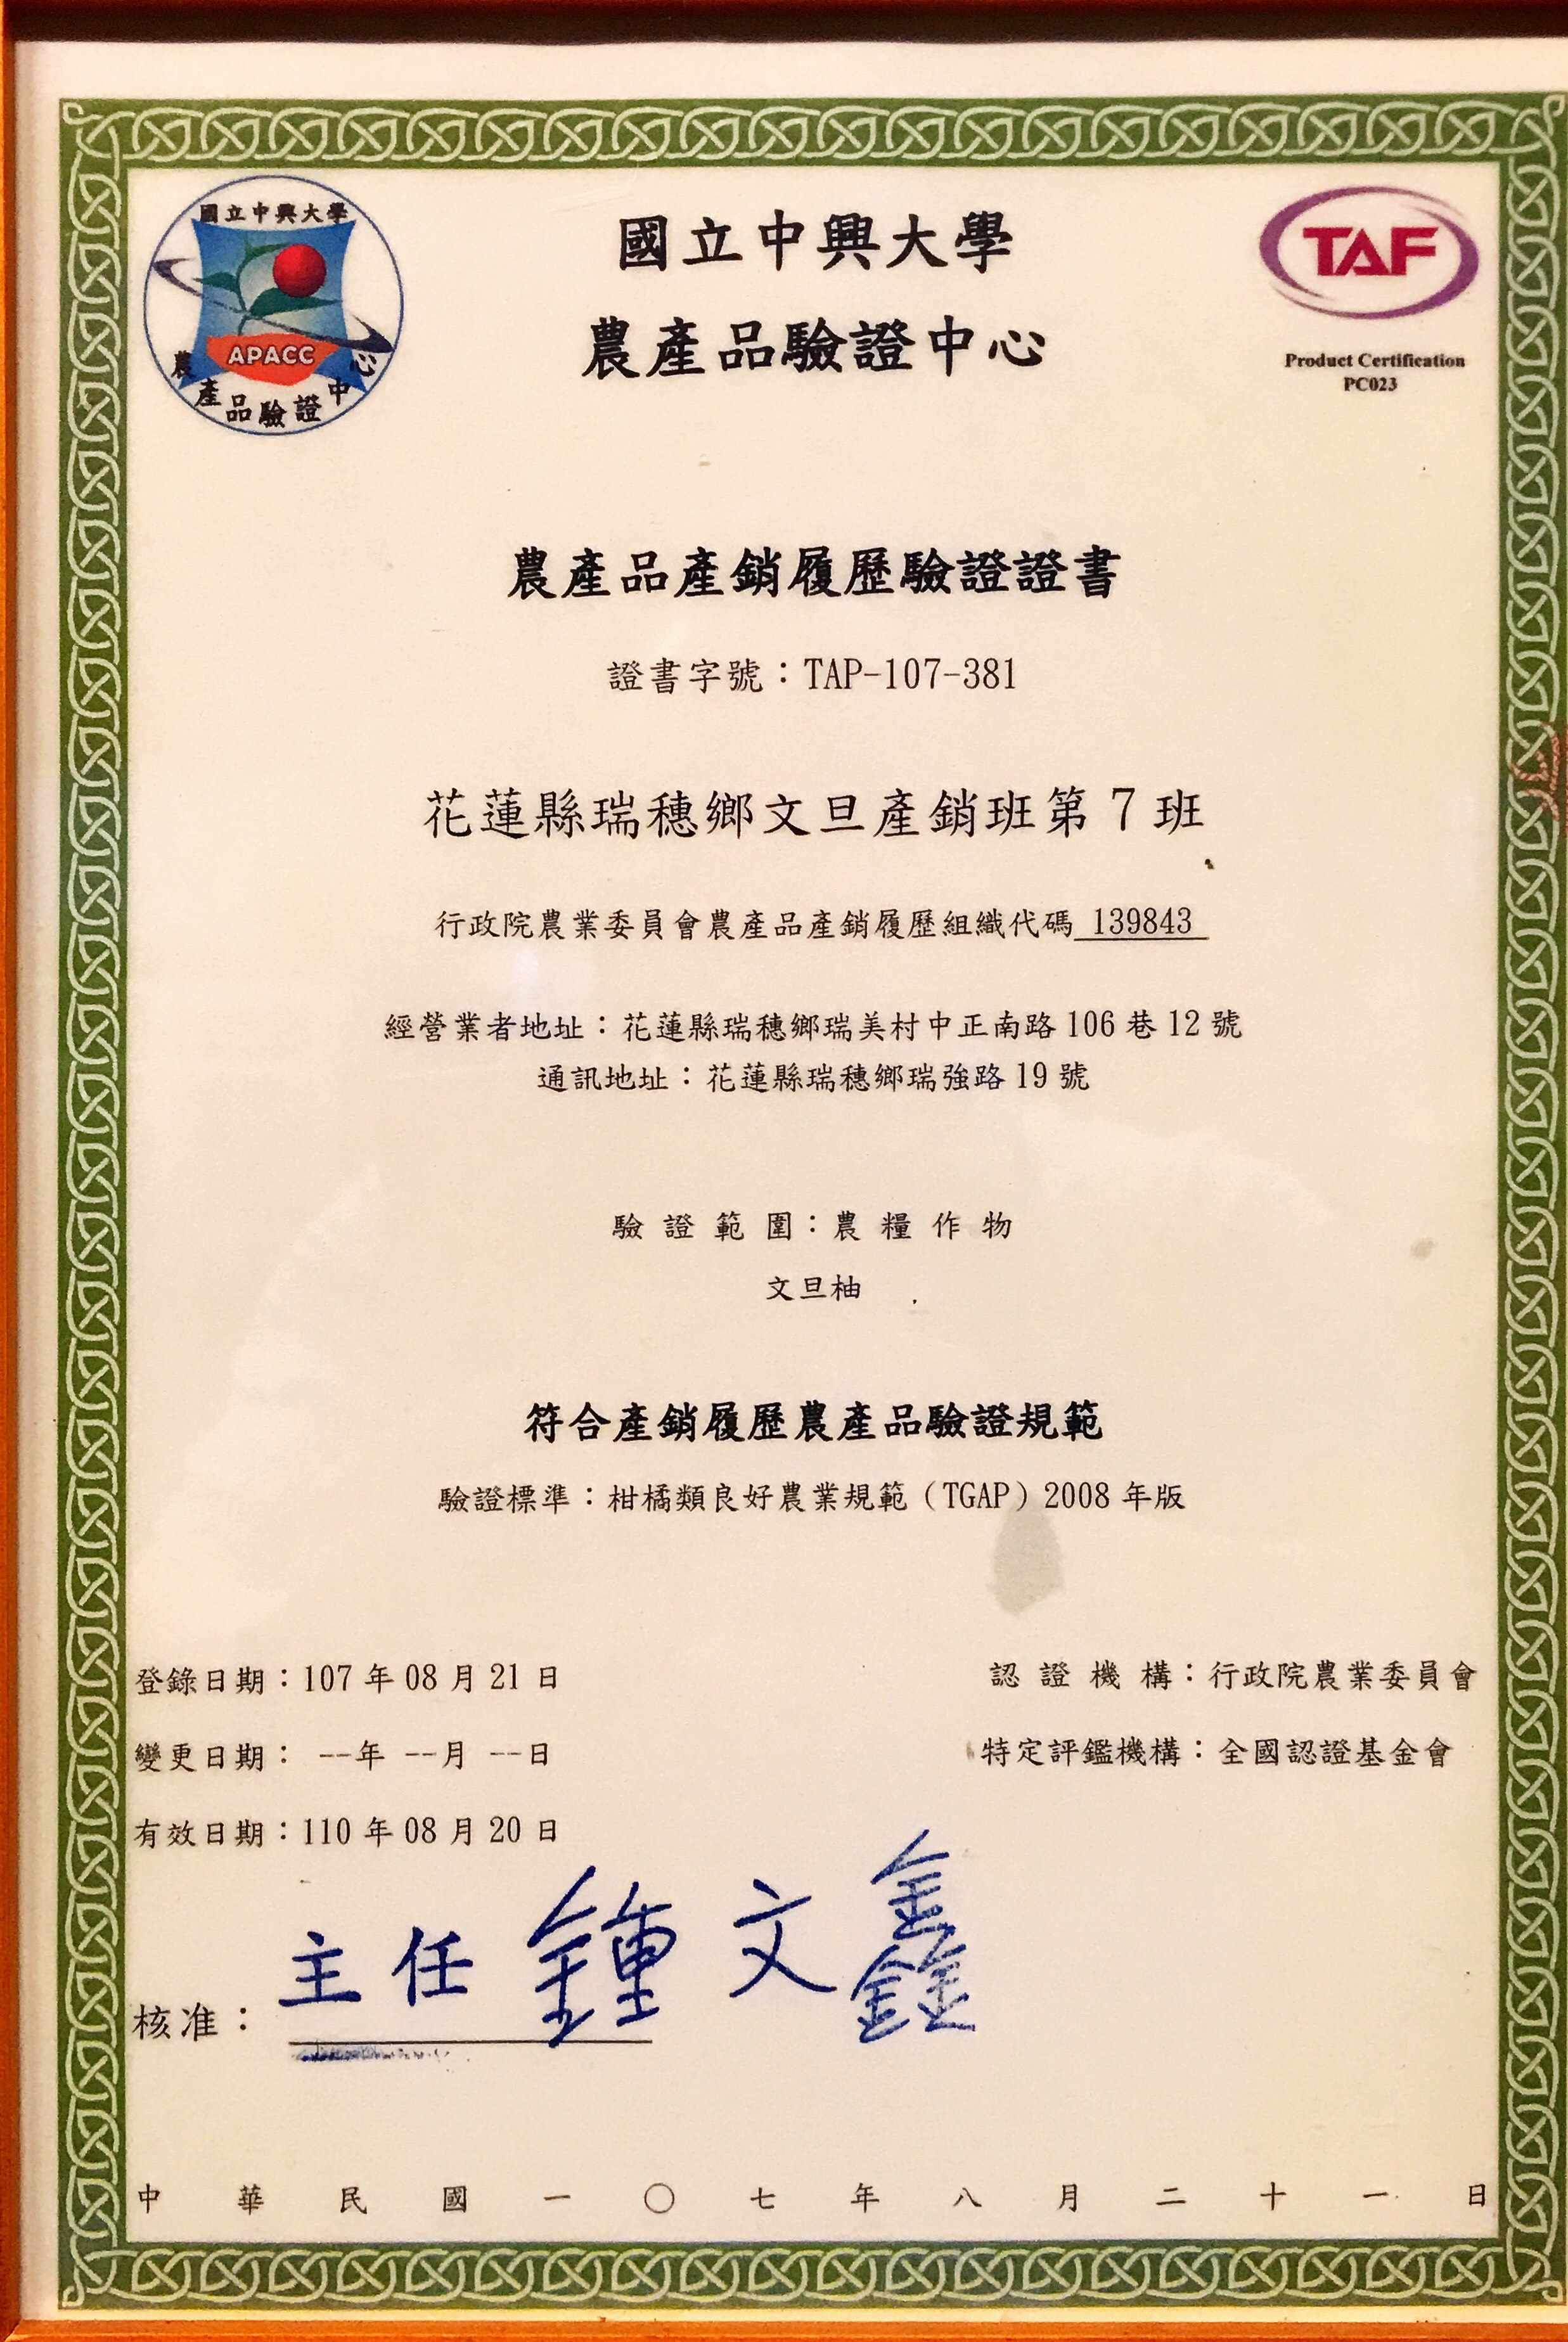 國立中興大學
APACC
農產品驗證中心
TAF
Product Certification
PC023
國立中興大學
農產品驗證中心
農產品產銷履歷驗證證書
證書字號：TAP-107-381
花蓮縣瑞穗鄉文旦產銷班第 7 班
行政院農業委員會農產品產銷履歷組織代碼 139843
經營業者地址：花蓮縣瑞穗鄉瑞美村中正南路 106 巷 12 號
通訊地址：花蓮縣瑞穗鄉瑞強路 19 號
驗 證 範 圍：農 糧 作 物
文旦柚
符合產銷履歷農產品驗證規範
驗證標準：柑橘類良好農業規範（TGAP）2008 年版
登錄日期：107 年 08 月 21 日
認 證 機 構：行政院農業委員會
變更日期： --年 --月 --日
特定評鑑機構：全國認證基金會
有效日期：110 年 08 月 20 日
核准：主任 鍾文鑫
中 華 民 國 一 〇 七 年 八 月 二 十 一 日